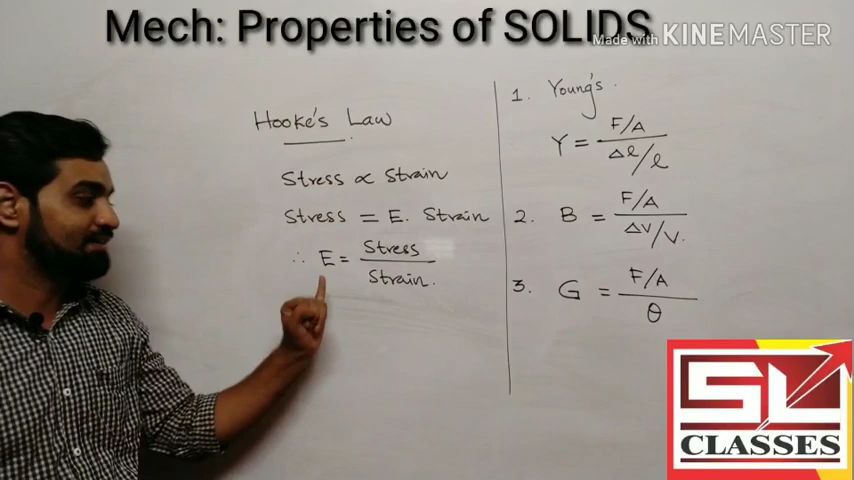 Mech: Properties of SOLIDS
Made with KINEMASTER
Hooke's Law
Stress ∝ Strain
Stress = E. Strain
∴ E = Stress / Strain.
1. Young's.
Y = F/A / Δl/l
2. B = F/A / ΔV/V.
3. G = F/A / θ
SL
CLASSES